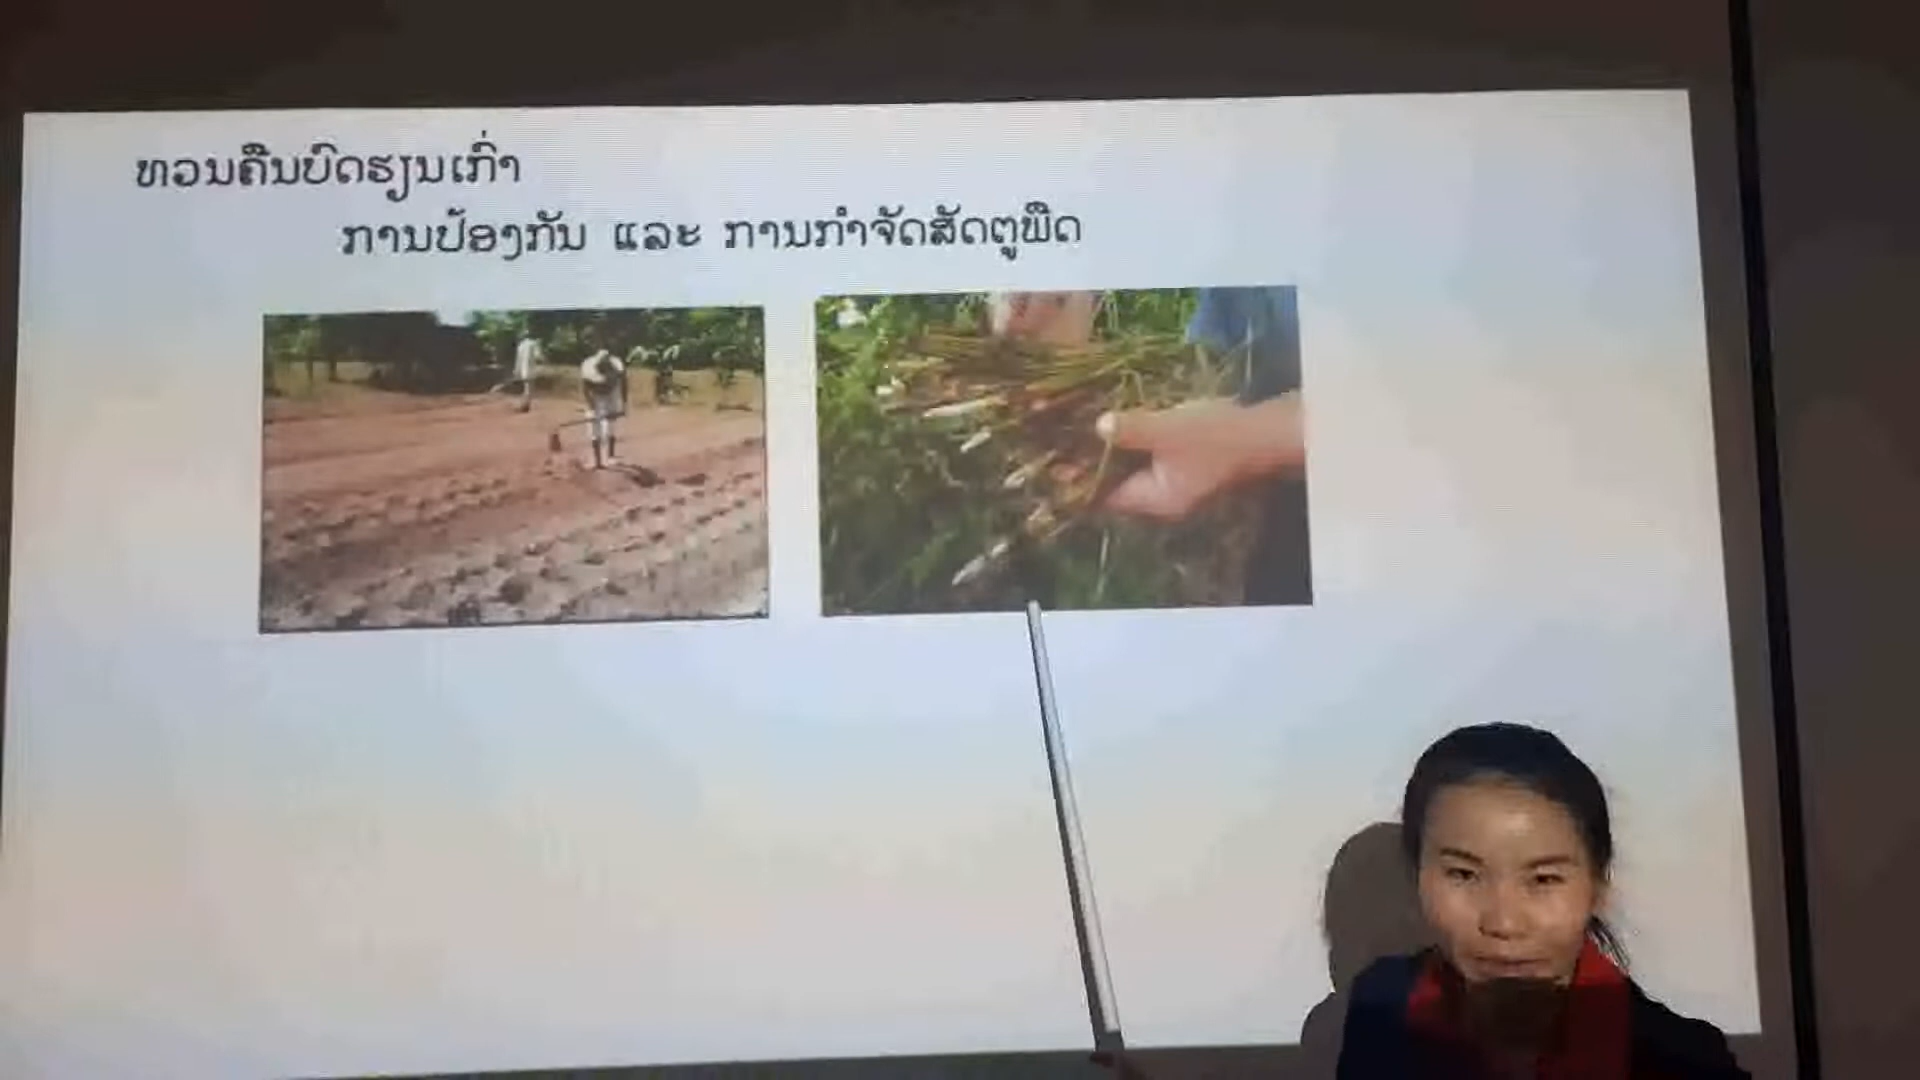 ທວນຄືນບົດຮຽນເກົ່າ
ການປ້ອງກັນ ແລະ ການກຳຈັດສັດຕູພືດ